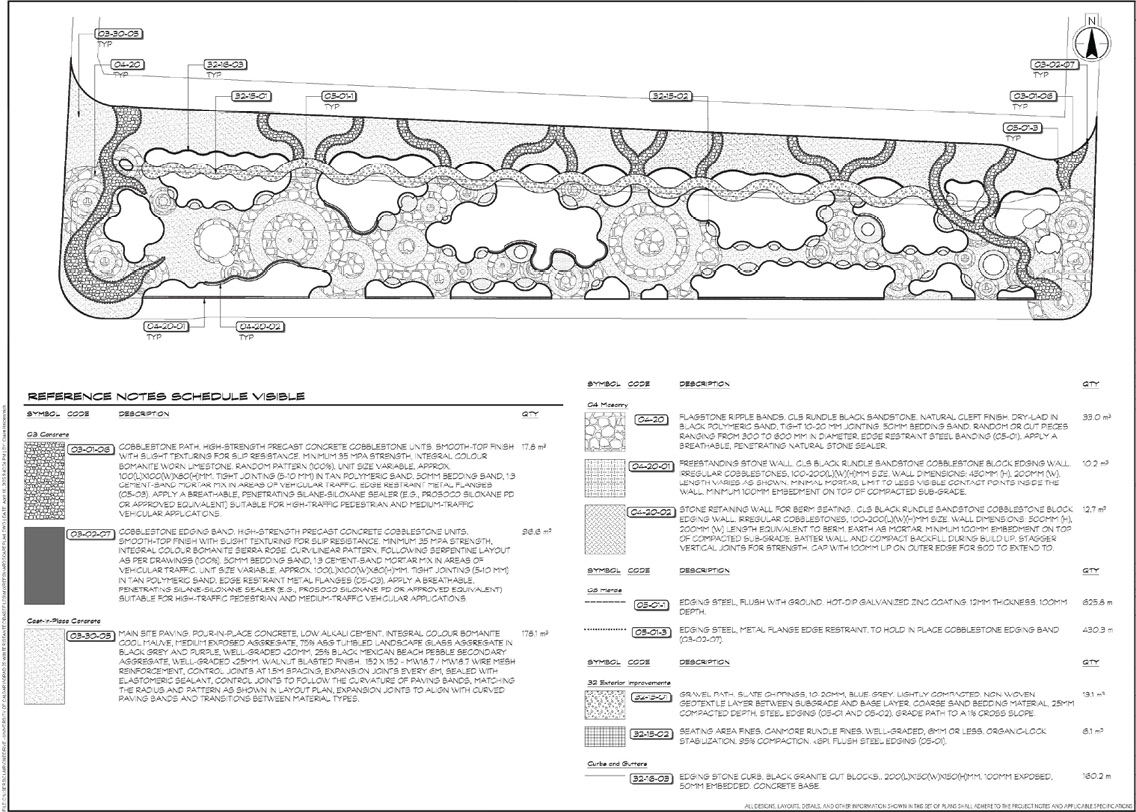 03-30-03
TYP
04-20
TYP
32-16-03
TYP
32-15-01
05-01-1
TYP
32-15-02
N
03-02-07
TYP
03-01-06
TYP
05-01-3
TYP
04-20-01
TYP
04-20-02
TYP
REFERENCE NOTES SCHEDULE VISIBLE
SYMBOL CODE DESCRIPTION QTY
03 Concrete
03-01-06 COBBLESTONE PATH, HIGH-STRENGTH PRECAST CONCRETE COBBLESTONE UNITS. SMOOTH-TOP FINISH 17.8 m³
WITH SLIGHT TEXTURING FOR SLIP RESISTANCE. MINIMUM 35 MPA STRENGTH, INTEGRAL COLOUR
BOMANITE WORN LIMESTONE. RANDOM PATTERN (100%). UNIT SIZE VARIABLE, APPROX.
100(L)X100(W)X80(H)MM. TIGHT JOINTING (5-10 MM) IN TAN POLYMERIC SAND, 50MM BEDDING SAND, 1:3
CEMENT-SAND MORTAR MIX IN AREAS OF VEHICULAR TRAFFIC. EDGE RESTRAINT METAL FLANGES
(05-03). APPLY A BREATHABLE, PENETRATING SILANE-SILOXANE SEALER (E.G., PROSOCO SILOXANE PD
OR APPROVED EQUIVALENT) SUITABLE FOR HIGH-TRAFFIC PEDESTRIAN AND MEDIUM-TRAFFIC
VEHICULAR APPLICATIONS.
03-02-07 COBBLESTONE EDGING BAND, HIGH-STRENGTH PRECAST CONCRETE COBBLESTONE UNITS.
SMOOTH-TOP FINISH WITH SLIGHT TEXTURING FOR SLIP RESISTANCE. MINIMUM 35 MPA STRENGTH,
INTEGRAL COLOUR BOMANITE SIERRA ROSE. CURVILINEAR PATTERN, FOLLOWING SERPENTINE LAYOUT
AS PER DRAWINGS (100%). 50MM BEDDING SAND, 1:3 CEMENT-SAND MORTAR MIX IN AREAS OF
VEHICULAR TRAFFIC. UNIT SIZE VARIABLE, APPROX. 100(L)X100(W)X80(H)MM. TIGHT JOINTING (5-10 MM)
IN TAN POLYMERIC SAND. EDGE RESTRAINT METAL FLANGES (05-03). APPLY A BREATHABLE,
PENETRATING SILANE-SILOXANE SEALER (E.G., PROSOCO SILOXANE PD OR APPROVED EQUIVALENT)
SUITABLE FOR HIGH-TRAFFIC PEDESTRIAN AND MEDIUM-TRAFFIC VEHICULAR APPLICATIONS
Cast-in-Place Concrete
03-30-03 MAIN SITE PAVING. POUR-IN-PLACE CONCRETE, LOW ALKALI CEMENT, INTEGRAL COLOUR BOMANITE 178.1 m³
COOL MAUVE, MEDIUM EXPOSED AGGREGATE, 75% ASG TUMBLED LANDSCAPE GLASS AGGREGATE IN
BLACK GREY AND PURPLE, WELL-GRADED <20MM, 25% BLACK MEXICAN BEACH PEBBLE SECONDARY
AGGREGATE, WELL-GRADED <25MM. WALNUT BLASTED FINISH. 152 X 152 - MW18.7 / MW18.7 WIRE MESH
REINFORCEMENT, CONTROL JOINTS AT 1.5M SPACING, EXPANSION JOINTS EVERY 6M, SEALED WITH
ELASTOMERIC SEALANT, CONTROL JOINTS TO FOLLOW THE CURVATURE OF PAVING BANDS, MATCHING
THE RADIUS AND PATTERN AS SHOWN IN LAYOUT PLAN, EXPANSION JOINTS TO ALIGN WITH CURVED
PAVING BANDS AND TRANSITIONS BETWEEN MATERIAL TYPES.
SYMBOL CODE DESCRIPTION QTY
04 Masonry
04-20 FLAGSTONE RIPPLE BANDS. CLS RUNDLE BLACK SANDSTONE. NATURAL CLEFT FINISH. DRY-LAID IN 33.0 m³
BLACK POLYMERIC SAND, TIGHT 10-20 MM JOINTING. 50MM BEDDING SAND. RANDOM OR CUT PIECES
RANGING FROM 300 TO 600 MM IN DIAMETER. EDGE RESTRAINT STEEL BANDING (05-01). APPLY A
BREATHABLE, PENETRATING NATURAL STONE SEALER.
04-20-01 FREESTANDING STONE WALL. CLS BLACK RUNDLE SANDSTONE COBBLESTONE BLOCK EDGING WALL. 10.2 m³
IRREGULAR COBBLESTONES, 100-200(L)(W)(H)MM SIZE. WALL DIMENSIONS: 450MM (H), 200MM (W).
LENGTH VARIES AS SHOWN. MINIMAL MORTAR, LIMIT TO LESS VISIBLE CONTACT POINTS INSIDE THE
WALL. MINIMUM 100MM EMBEDMENT ON TOP OF COMPACTED SUB-GRADE.
04-20-02 STONE RETAINING WALL FOR BERM SEATING. CLS BLACK RUNDLE SANDSTONE COBBLESTONE BLOCK 12.7 m³
EDGING WALL. IRREGULAR COBBLESTONES, 100-200(L)(W)(H)MM SIZE. WALL DIMENSIONS: 500MM (H),
200MM (W) LENGTH EQUIVALENT TO BERM. EARTH AS MORTAR. MINIMUM 100MM EMBEDMENT ON TOP
OF COMPACTED SUB-GRADE. BATTER WALL AND COMPACT BACKFILL DURING BUILD UP. STAGGER
VERTICAL JOINTS FOR STRENGTH. CAP WITH 100MM LIP ON OUTER EDGE FOR SOD TO EXTEND TO.
SYMBOL CODE DESCRIPTION QTY
05 Metals
05-01-1 EDGING STEEL, FLUSH WITH GROUND. HOT-DIP GALVANIZED ZINC COATING. 12MM THICKNESS. 100MM 625.8 m
DEPTH.
05-01-3 EDGING STEEL, METAL FLANGE EDGE RESTRAINT, TO HOLD IN PLACE COBBLESTONE EDGING BAND 430.3 m
(03-02-07).
SYMBOL CODE DESCRIPTION QTY
32 Exterior Improvements
32-15-01 GRAVEL PATH, SLATE CHIPPINGS, 10-20MM, BLUE-GREY. LIGHTLY COMPACTED, NON-WOVEN 13.1 m³
GEOTEXTILE LAYER BETWEEN SUBGRADE AND BASE LAYER. COARSE SAND BEDDING MATERIAL, 25MM
COMPACTED DEPTH, STEEL EDGING (05-01 AND 05-02). GRADE PATH TO A 1% CROSS SLOPE.
32-15-02 SEATING AREA FINES, CANMORE RUNDLE FINES. WELL-GRADED, 6MM OR LESS, ORGANIC-LOCK 6.1 m³
STABILIZATION. 95% COMPACTION. FLUSH STEEL EDGING (05-01).
Curbs and Gutters
32-16-03 EDGING STONE CURB. BLACK GRANITE CUT BLOCKS., 200(L)X150(W)X150(H)MM, 100MM EXPOSED, 160.2 m
50MM EMBEDDED. CONCRETE BASE.
ALL DESIGNS, LAYOUTS, DETAILS, AND OTHER INFORMATION SHOWN IN THIS SET OF PLANS SHALL ADHERE TO THE PROJECT NOTES AND APPLICABLE SPECIFICATIONS